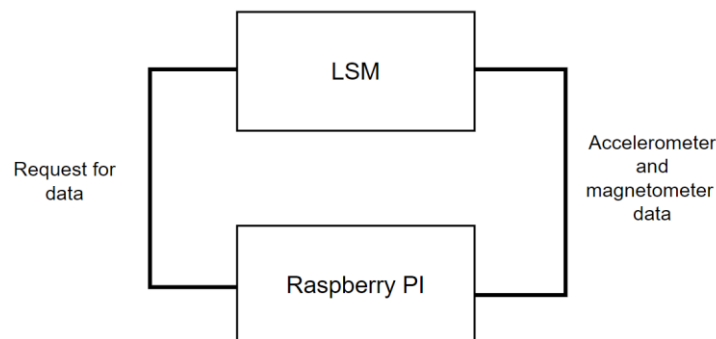 LSM
Request for
data
Accelerometer
and
magnetometer
data
Raspberry PI